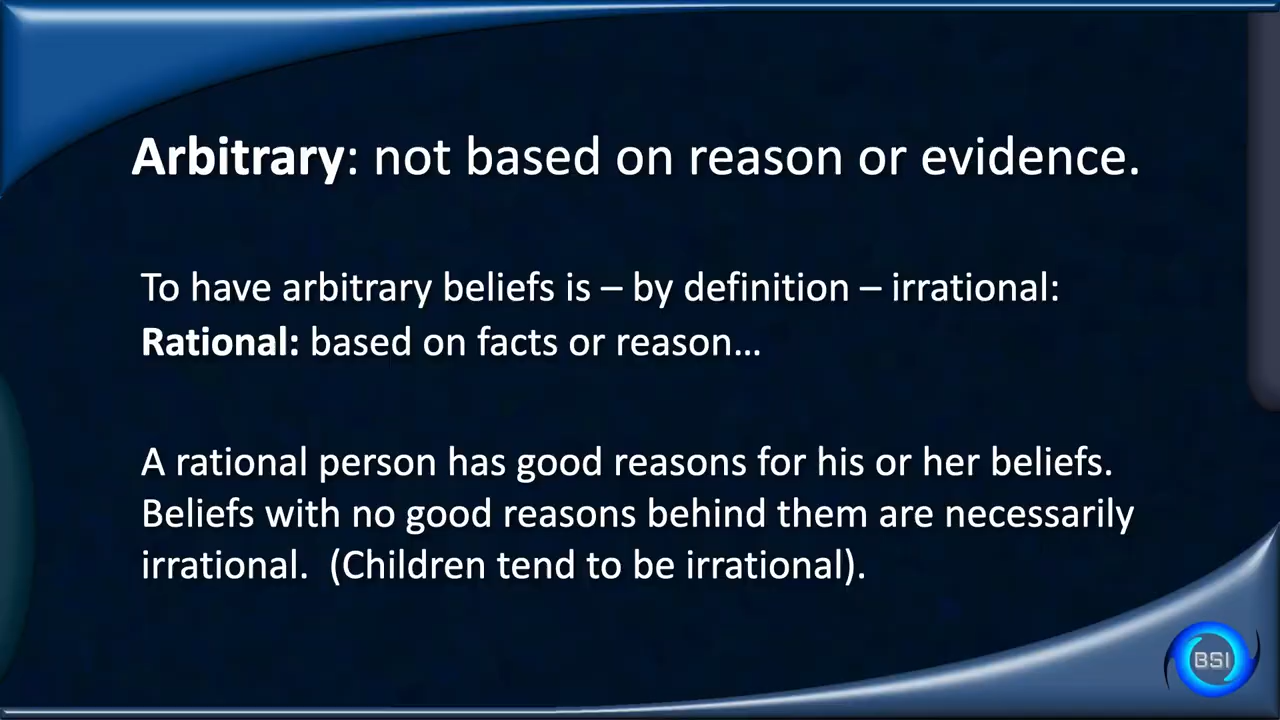 Arbitrary: not based on reason or evidence.
To have arbitrary beliefs is – by definition – irrational:
Rational: based on facts or reason…
A rational person has good reasons for his or her beliefs.
Beliefs with no good reasons behind them are necessarily
irrational.  (Children tend to be irrational).
BSI